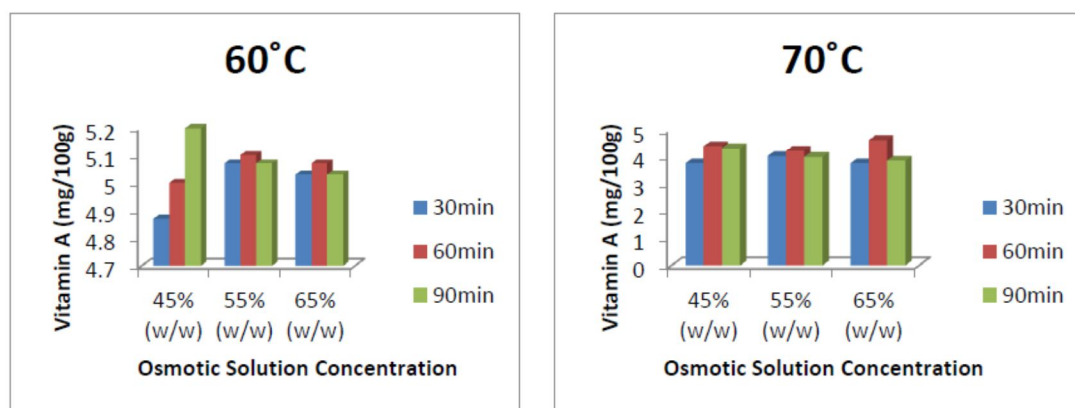 60˚C
Vitamin A (mg/100g)
5.2
5.1
5
4.9
4.8
4.7
45% (w/w)
55% (w/w)
65% (w/w)
Osmotic Solution Concentration
30min
60min
90min
70˚C
Vitamin A (mg/100g)
5
4
3
2
1
0
45% (w/w)
55% (w/w)
65% (w/w)
Osmotic Solution Concentration
30min
60min
90min